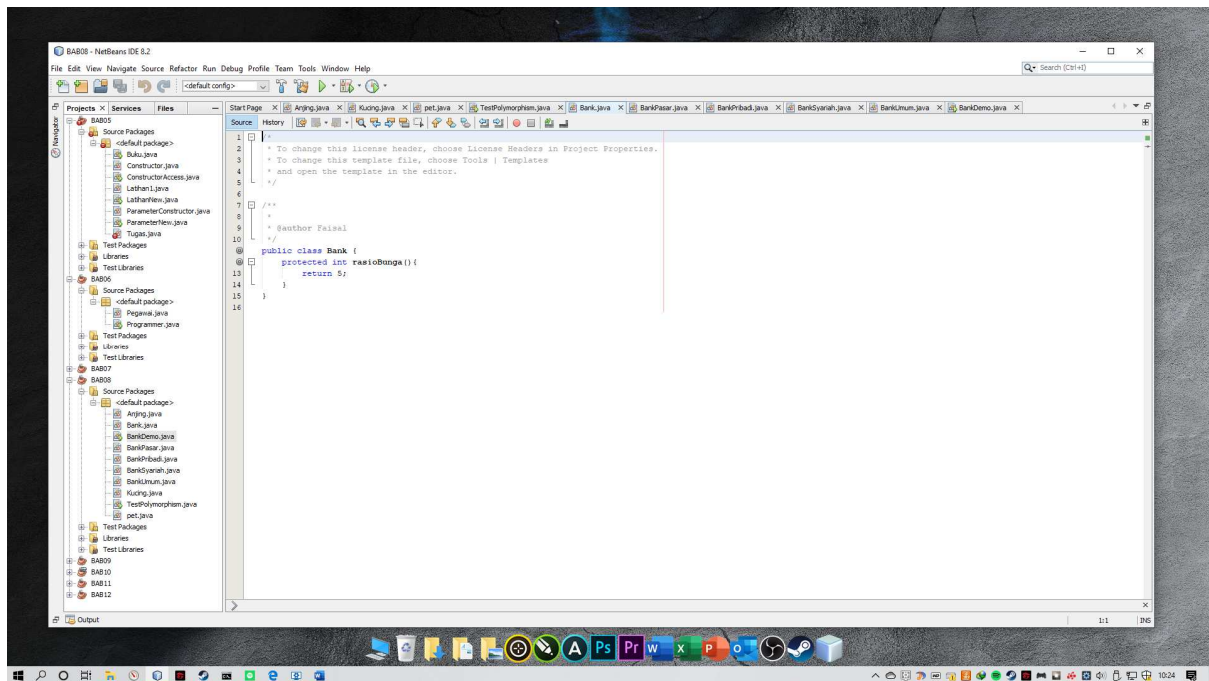 BAB08 - NetBeans IDE 8.2
File Edit View Navigate Source Refactor Run Debug Profile Team Tools Window Help
Search (Ctrl+I)
<default config>
Projects Services Files
Start Page Anjing.java Kucing.java pet.java TestPolymorphism.java Bank.java BankPasar.java BankPribadi.java BankSyariah.java BankUmum.java BankDemo.java
Navigator
Source History
BAB05
Source Packages
<default package>
Buku.java
Constructor.java
ConstructorAccess.java
Latihan1.java
LatihanNew.java
ParameterConstructor.java
ParameterNew.java
Tugas.java
Test Packages
Libraries
Test Libraries
BAB06
Source Packages
<default package>
Pegawai.java
Programmer.java
Test Packages
Libraries
Test Libraries
BAB07
BAB08
Source Packages
<default package>
Anjing.java
Bank.java
BankDemo.java
BankPasar.java
BankPribadi.java
BankSyariah.java
BankUmum.java
Kucing.java
TestPolymorphism.java
pet.java
Test Packages
Libraries
Test Libraries
BAB09
BAB10
BAB11
BAB12
1 /*
2 * To change this license header, choose License Headers in Project Properties.
3 * To change this template file, choose Tools | Templates
4 * and open the template in the editor.
5 */
6
7 /**
8 *
9 * @author Faisal
10 */
public class Bank {
protected int rasioBunga(){
13 return 5;
14 }
15 }
16
Output
1:1 INS
A Ps Pr W X P O
10:24